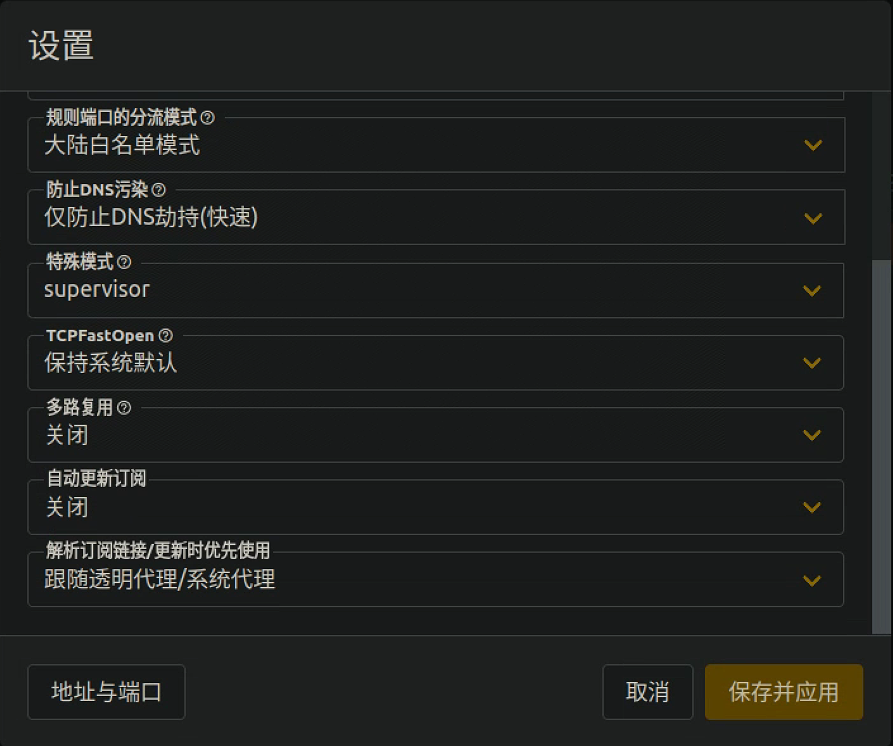 设置
规则端口的分流模式
大陆白名单模式
防止DNS污染
仅防止DNS劫持(快速)
特殊模式
supervisor
TCPFastOpen
保持系统默认
多路复用
关闭
自动更新订阅
关闭
解析订阅链接/更新时优先使用
跟随透明代理/系统代理
地址与端口
取消
保存并应用